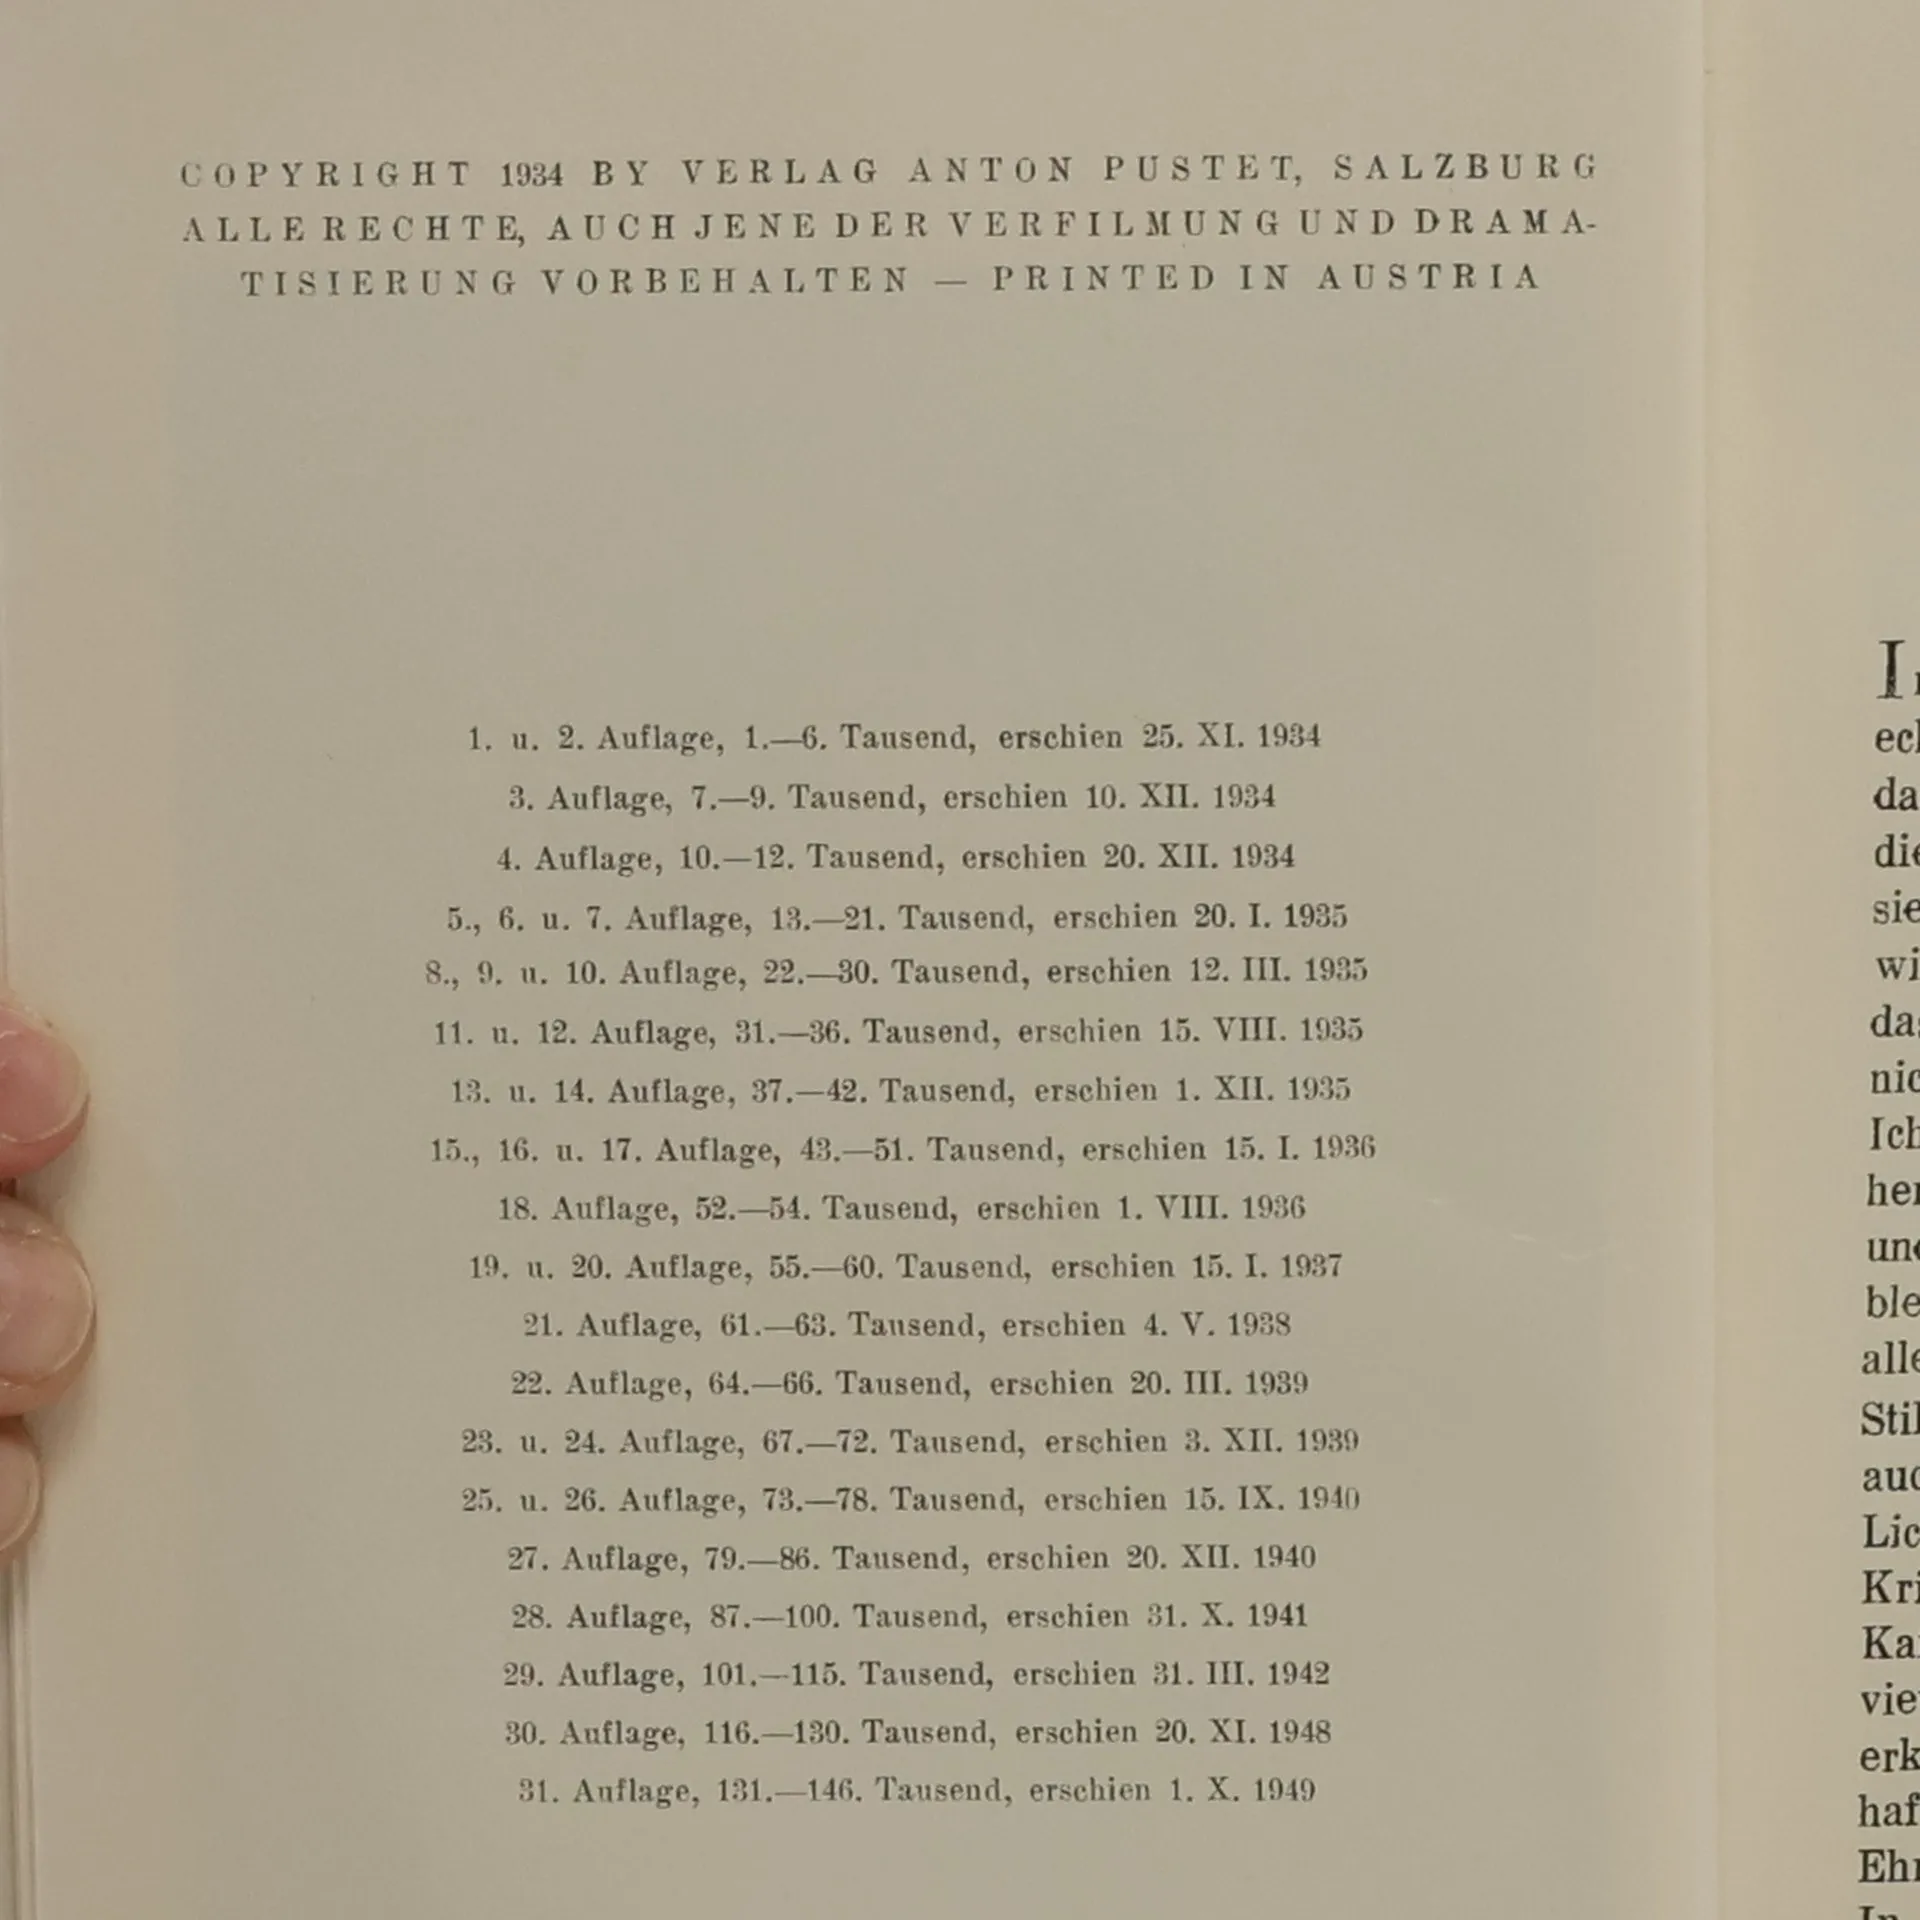 COPYRIGHT 1934 BY VERLAG ANTON PUSTET, SALZBURG
ALLE RECHTE, AUCH JENE DER VERFILMUNG UND DRAMA-
TISIERUNG VORBEHALTEN — PRINTED IN AUSTRIA
1. u. 2. Auflage, 1.—6. Tausend, erschien 25. XI. 1934
3. Auflage, 7.—9. Tausend, erschien 10. XII. 1934
4. Auflage, 10.—12. Tausend, erschien 20. XII. 1934
5., 6. u. 7. Auflage, 13.—21. Tausend, erschien 20. I. 1935
8., 9. u. 10. Auflage, 22.—30. Tausend, erschien 12. III. 1935
11. u. 12. Auflage, 31.—36. Tausend, erschien 15. VIII. 1935
13. u. 14. Auflage, 37.—42. Tausend, erschien 1. XII. 1935
15., 16. u. 17. Auflage, 43.—51. Tausend, erschien 15. I. 1936
18. Auflage, 52.—54. Tausend, erschien 1. VIII. 1936
19. u. 20. Auflage, 55.—60. Tausend, erschien 15. I. 1937
21. Auflage, 61.—63. Tausend, erschien 4. V. 1938
22. Auflage, 64.—66. Tausend, erschien 20. III. 1939
23. u. 24. Auflage, 67.—72. Tausend, erschien 3. XII. 1939
25. u. 26. Auflage, 73.—78. Tausend, erschien 15. IX. 1940
27. Auflage, 79.—86. Tausend, erschien 20. XII. 1940
28. Auflage, 87.—100. Tausend, erschien 31. X. 1941
29. Auflage, 101.—115. Tausend, erschien 31. III. 1942
30. Auflage, 116.—130. Tausend, erschien 20. XI. 1948
31. Auflage, 131.—146. Tausend, erschien 1. X. 1949